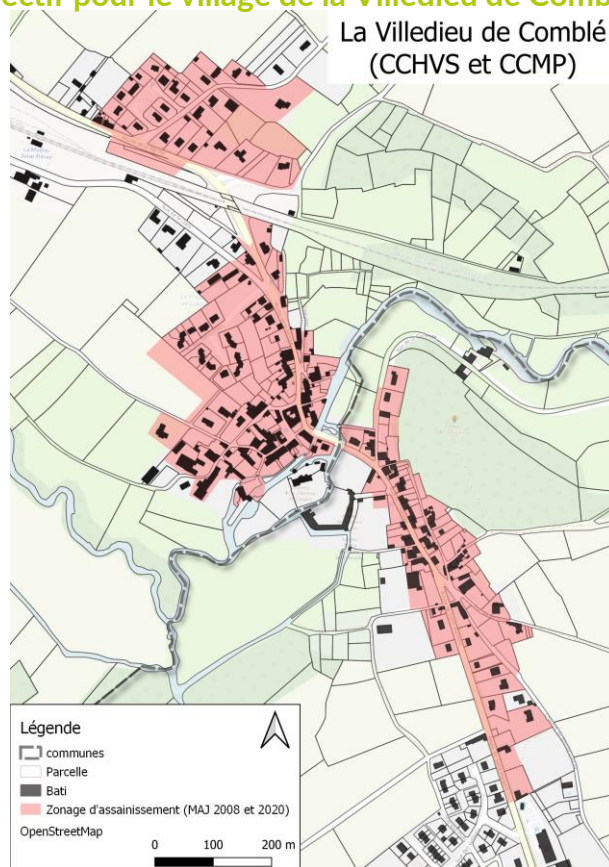 ectif pour le village de la Villedieu de Comb
La Villedieu de Comblé
(CCHVS et CCMP)
Légende
communes
Parcelle
Bati
Zonage d'assainissement (MAJ 2008 et 2020)
OpenStreetMap
0 100 200 m